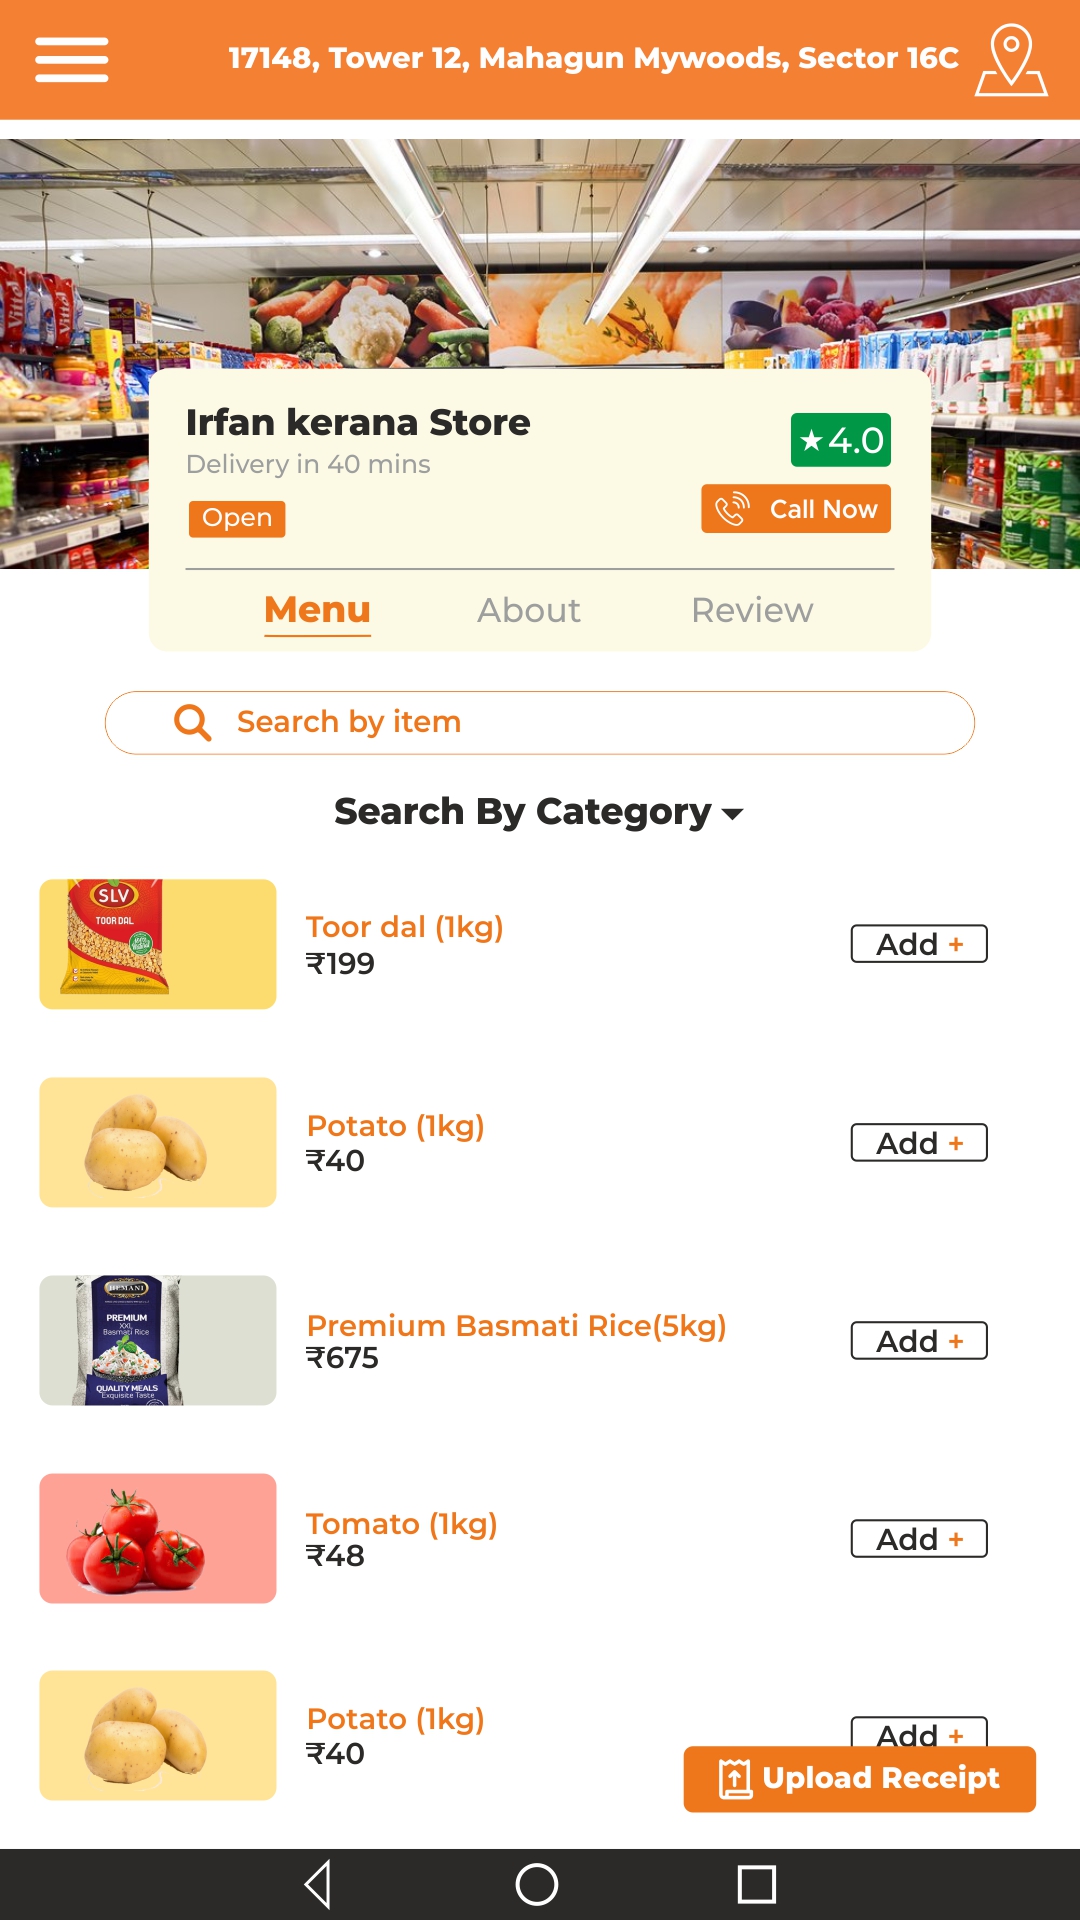 17148, Tower 12, Mahagun Mywoods, Sector 16C
Vittol
Irfan kerana Store
★4.0
Delivery in 40 mins
Open
Call Now
Menu
About
Review
Search by item
Search By Category
SLV
TOOR DAL
Toor dal (1kg)
₹199
Add +
Potato (1kg)
₹40
Add +
HEMANI
PREMIUM
XXL
Basmati Rice
QUALITY MEALS
Exquisite Taste
Premium Basmati Rice(5kg)
₹675
Add +
Tomato (1kg)
₹48
Add +
Potato (1kg)
₹40
Add +
Upload Receipt